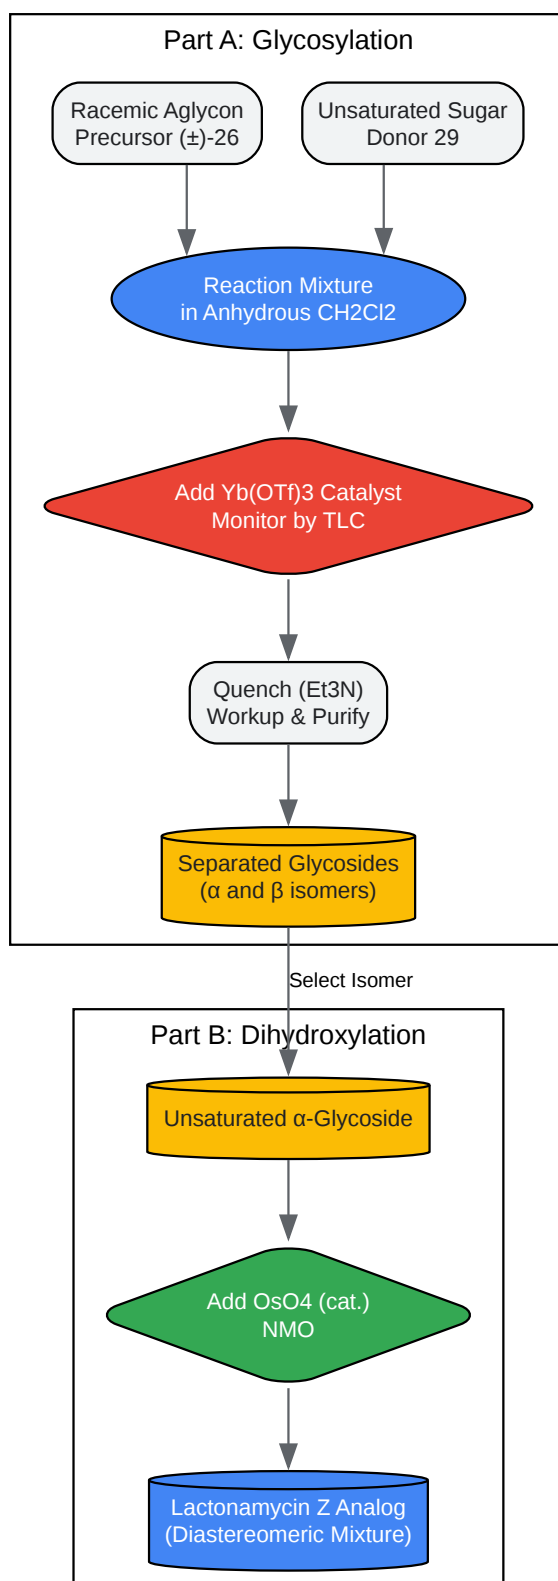 Part A: Glycosylation
Racemic Aglycon
Precursor (±)-26
Unsaturated Sugar
Donor 29
Reaction Mixture
in Anhydrous CH2Cl2
Add Yb(OTf)3 Catalyst
Monitor by TLC
Quench (Et3N)
Workup & Purify
Separated Glycosides
(α and β isomers)
Select Isomer
Part B: Dihydroxylation
Unsaturated α-Glycoside
Add OsO4 (cat.)
NMO
Lactonamycin Z Analog
(Diastereomeric Mixture)